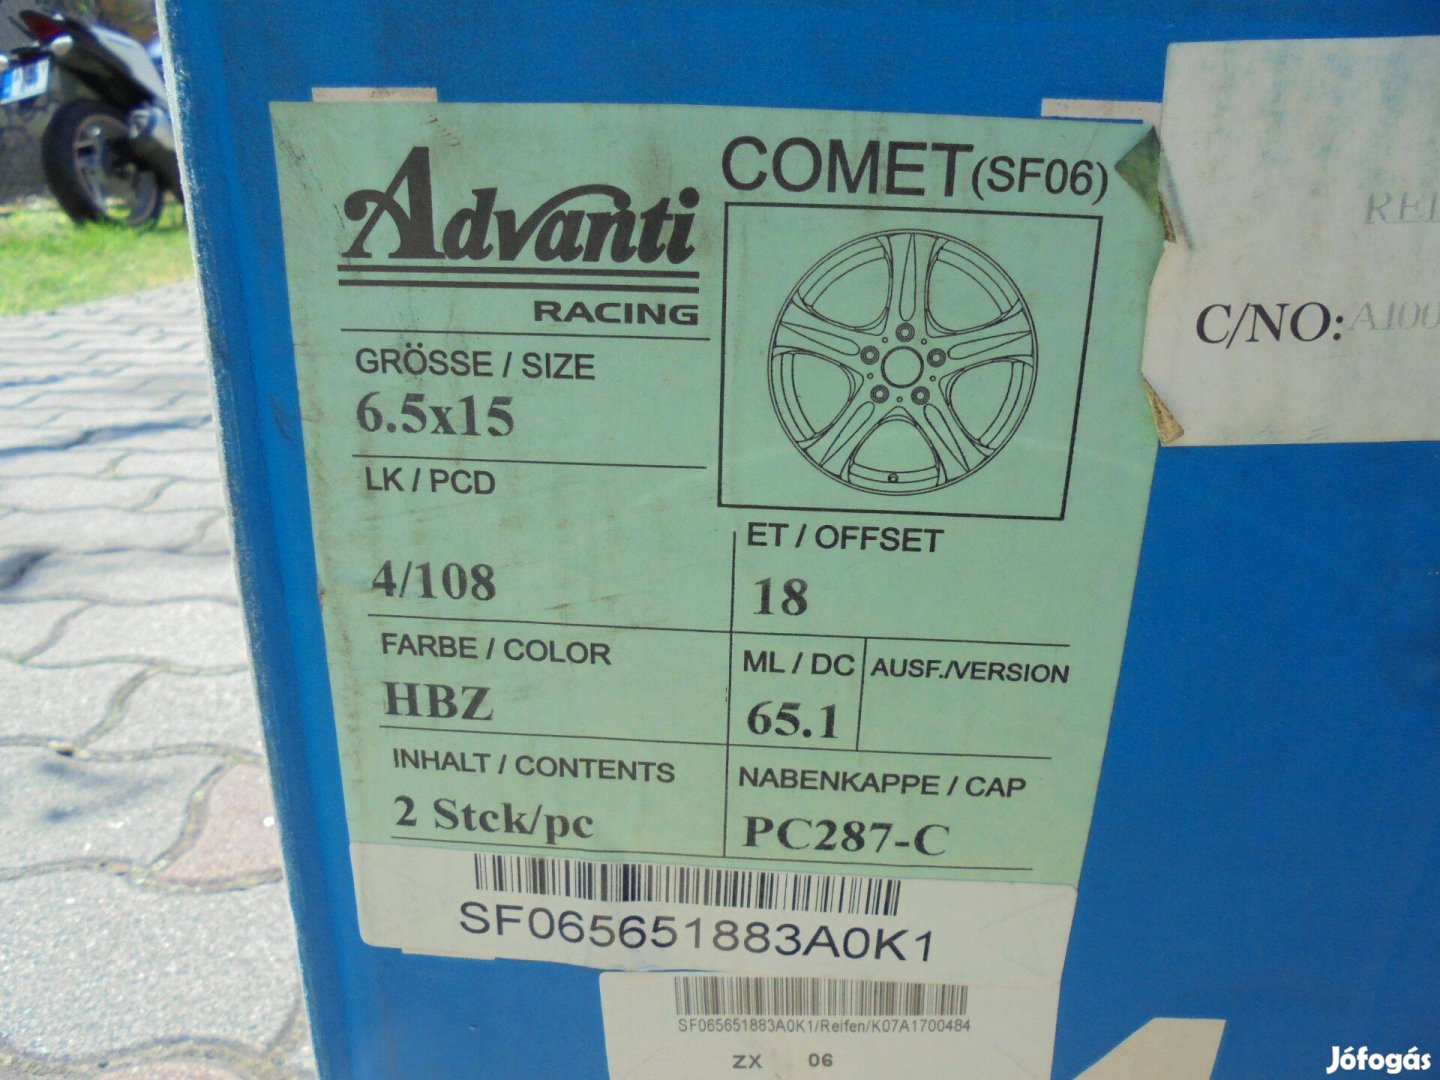 Advanti
RACING
COMET(SF06)
GRÖSSE / SIZE
6.5x15
LK / PCD
4/108
ET / OFFSET
18
FARBE / COLOR
HBZ
ML / DC
65.1
AUSF./VERSION
INHALT / CONTENTS
2 Stck/pc
NABENKAPPE / CAP
PC287-C
SF065651883A0K1
SF065651883A0K1/Reifen/K07A1700484
ZX 06
C/NO: A100
Jófogás